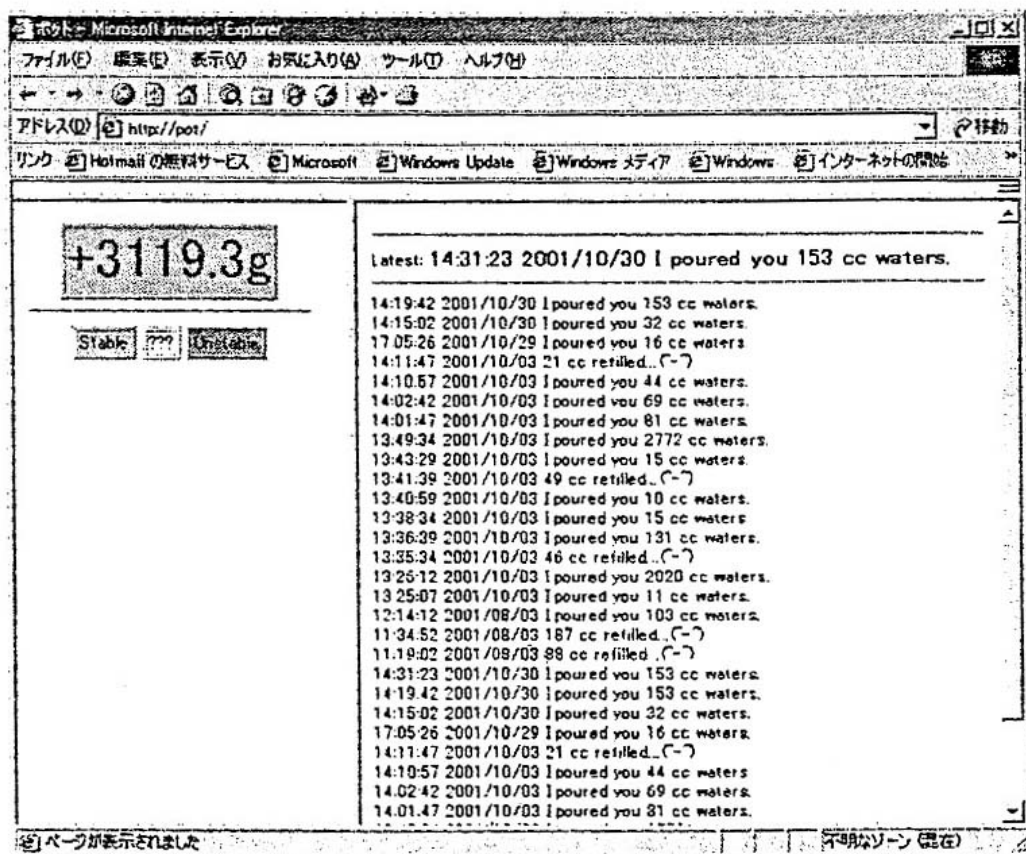 ポット - Microsoft Internet Explorer
ファイル(F) 編集(E) 表示(V) お気に入り(A) ツール(T) ヘルプ(H)
アドレス(D) http://pot/ 移動
リンク Hotmail の無料サービス Microsoft Windows Update Windows メディア Windows インターネットの開始 »
+3119.3g
Stable ??? Unstable
Latest: 14:31:23 2001/10/30 I poured you 153 cc waters.
14:19:42 2001/10/30 I poured you 153 cc waters.
14:15:02 2001/10/30 I poured you 32 cc waters.
17:05:26 2001/10/29 I poured you 16 cc waters
14:11:47 2001/10/03 21 cc refilled...(⌒-⌒)
14:10:57 2001/10/03 I poured you 44 cc waters.
14:02:42 2001/10/03 I poured you 69 cc waters.
14:01:47 2001/10/03 I poured you 81 cc waters.
13:49:34 2001/10/03 I poured you 2772 cc waters.
13:43:29 2001/10/03 I poured you 15 cc waters.
13:41:39 2001/10/03 49 cc refilled...(⌒-⌒)
13:40:59 2001/10/03 I poured you 10 cc waters.
13:38:34 2001/10/03 I poured you 15 cc waters
13:36:39 2001/10/03 I poured you 131 cc waters.
13:35:34 2001/10/03 46 cc refilled...(⌒-⌒)
13:25:12 2001/10/03 I poured you 2020 cc waters.
13:25:07 2001/10/03 I poured you 11 cc waters.
12:14:12 2001/08/03 I poured you 103 cc waters.
11:34:52 2001/08/03 187 cc refilled...(⌒-⌒)
11:19:02 2001/08/03 88 cc refilled...(⌒-⌒)
14:31:23 2001/10/30 I poured you 153 cc waters.
14:19:42 2001/10/30 I poured you 153 cc waters.
14:15:02 2001/10/30 I poured you 32 cc waters.
17:05:26 2001/10/29 I poured you 16 cc waters.
14:11:47 2001/10/03 21 cc refilled...(⌒-⌒)
14:10:57 2001/10/03 I poured you 44 cc waters
14:02:42 2001/10/03 I poured you 69 cc waters.
14:01:47 2001/10/03 I poured you 81 cc waters.
ページが表示されました 不明なゾーン (混在)